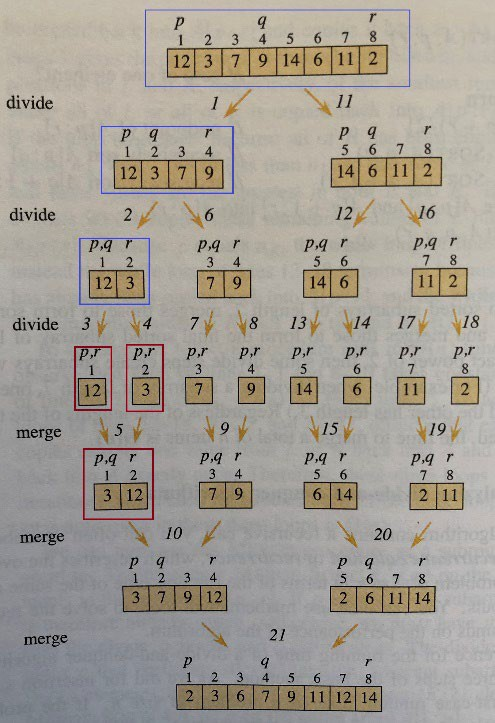 p q r
1 2 3 4 5 6 7 8
12 3 7 9 14 6 11 2
divide 1 11
p q r p q r
1 2 3 4 5 6 7 8
12 3 7 9 14 6 11 2
divide 2 6 12 16
p,q r p,q r p,q r p,q r
1 2 3 4 5 6 7 8
12 3 7 9 14 6 11 2
divide 3 4 7 8 13 14 17 18
p,r p,r p,r p,r p,r p,r p,r p,r
1 2 3 4 5 6 7 8
12 3 7 9 14 6 11 2
merge 5 9 15 19
p,q r p,q r p,q r p,q r
1 2 3 4 5 6 7 8
3 12 7 9 6 14 2 11
merge 10 20
p q r p q r
1 2 3 4 5 6 7 8
3 7 9 12 2 6 11 14
merge 21
p q r
1 2 3 4 5 6 7 8
2 3 6 7 9 11 12 14